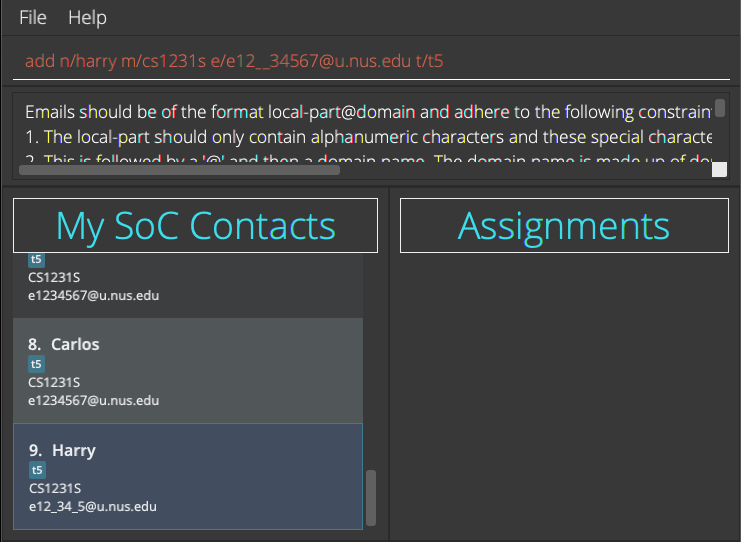 File Help
add n/harry m/cs1231s e/e12__34567@u.nus.edu t/t5
Emails should be of the format local-part@domain and adhere to the following
1. The local-part should only contain alphanumeric characters and these special
2. This is followed by a '@' and then a domain name. The domain name is made up of
My SoC Contacts
Assignments
t5
CS1231S
e1234567@u.nus.edu
8. Carlos
t5
CS1231S
e1234567@u.nus.edu
9. Harry
t5
CS1231S
e12_34_5@u.nus.edu